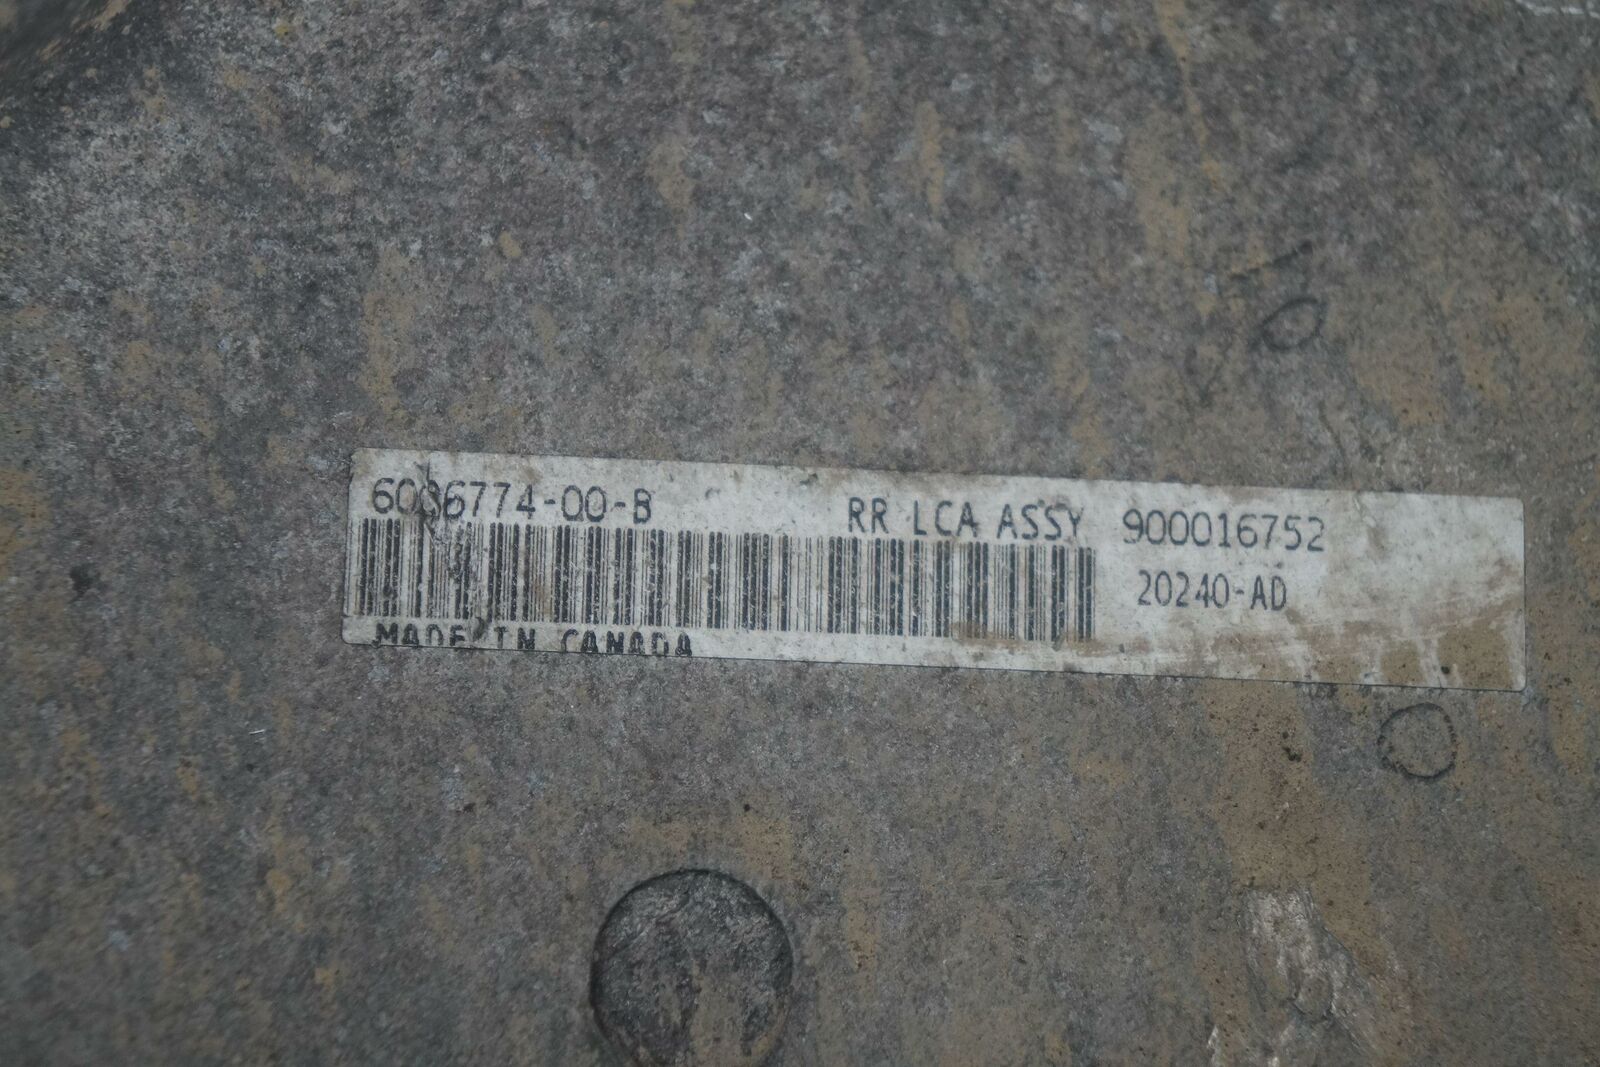 6006774-00-B RR LCA ASSY 900016752
20240-AD
MADE IN CANADA